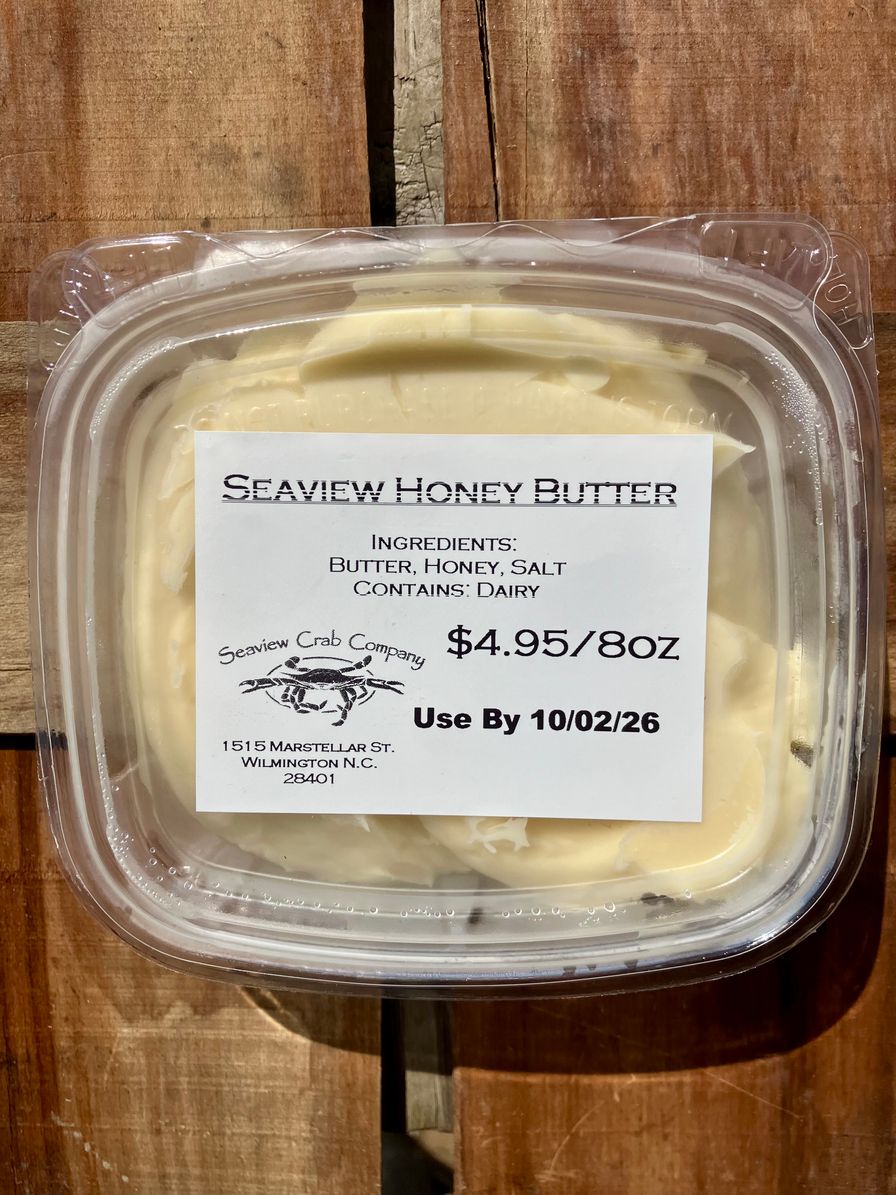 SEAVIEW HONEY BUTTER
INGREDIENTS:
BUTTER, HONEY, SALT
CONTAINS: DAIRY
$4.95/8OZ
Seaview Crab Company
Use By 10/02/26
1515 MARSTELLAR ST.
WILMINGTON N.C.
28401